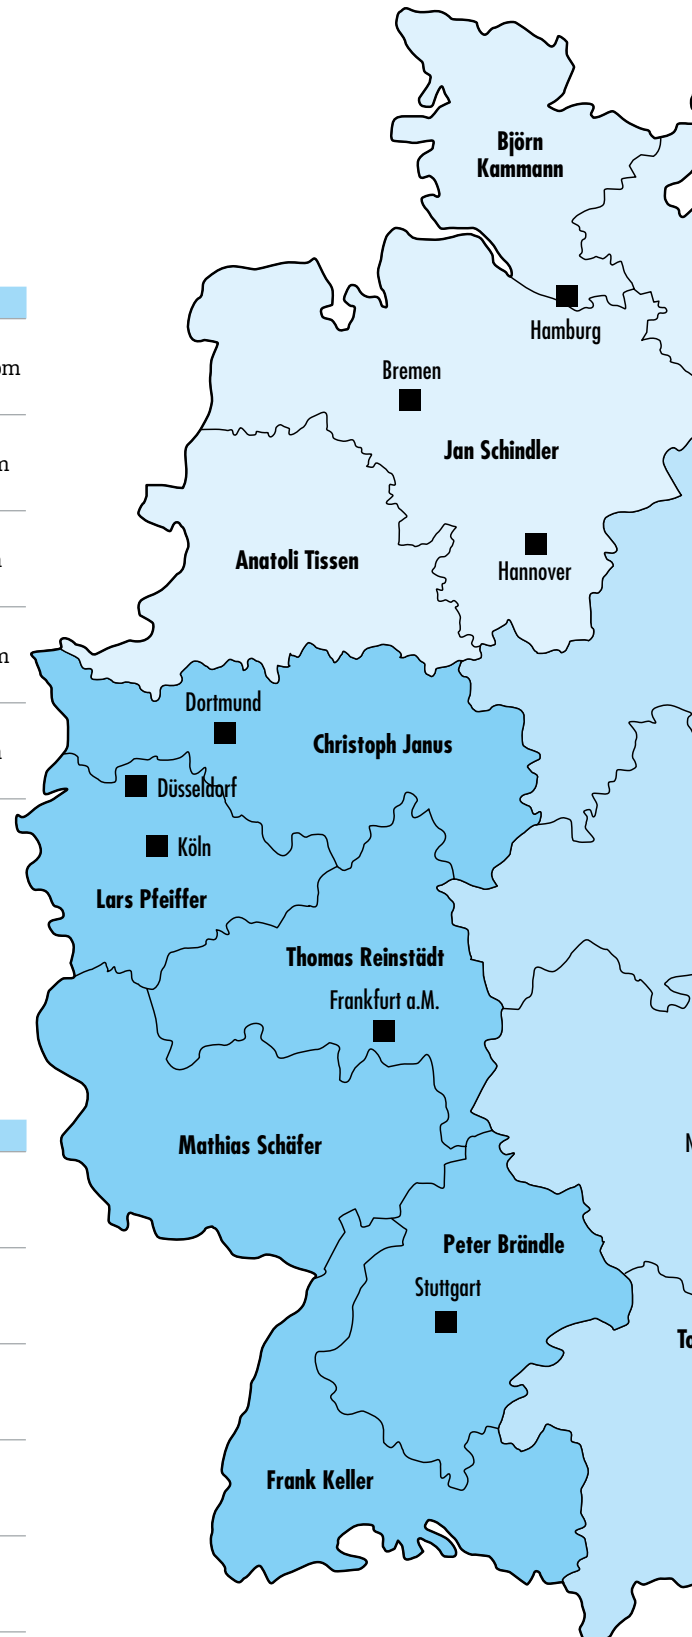 Björn
Kammann
Hamburg
om
Bremen
Jan Schindler
Anatoli Tissen
Hannover
Dortmund
Christoph Janus
Düsseldorf
Köln
Lars Pfeiffer
Thomas Reinstädt
Frankfurt a.M.
Mathias Schäfer
Peter Brändle
Stuttgart
Frank Keller